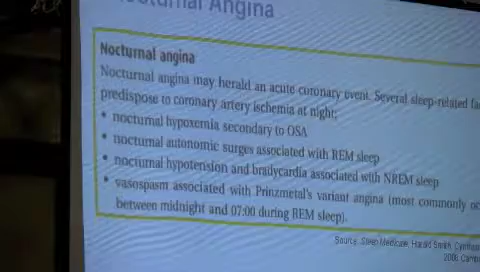 Nocturnal Angina
Nocturnal angina
Nocturnal angina may herald an acute coronary event. Several sleep-related
predispose to coronary artery ischemia at night:
• nocturnal hypoxemia secondary to OSA
• nocturnal autonomic surges associated with REM sleep
• nocturnal hypotension and bradycardia associated with NREM sleep
• vasospasm associated with Prinzmetal's variant angina (most commonly
between midnight and 07:00 during REM sleep).
Source: Sleep Medicine, Harold Smith,